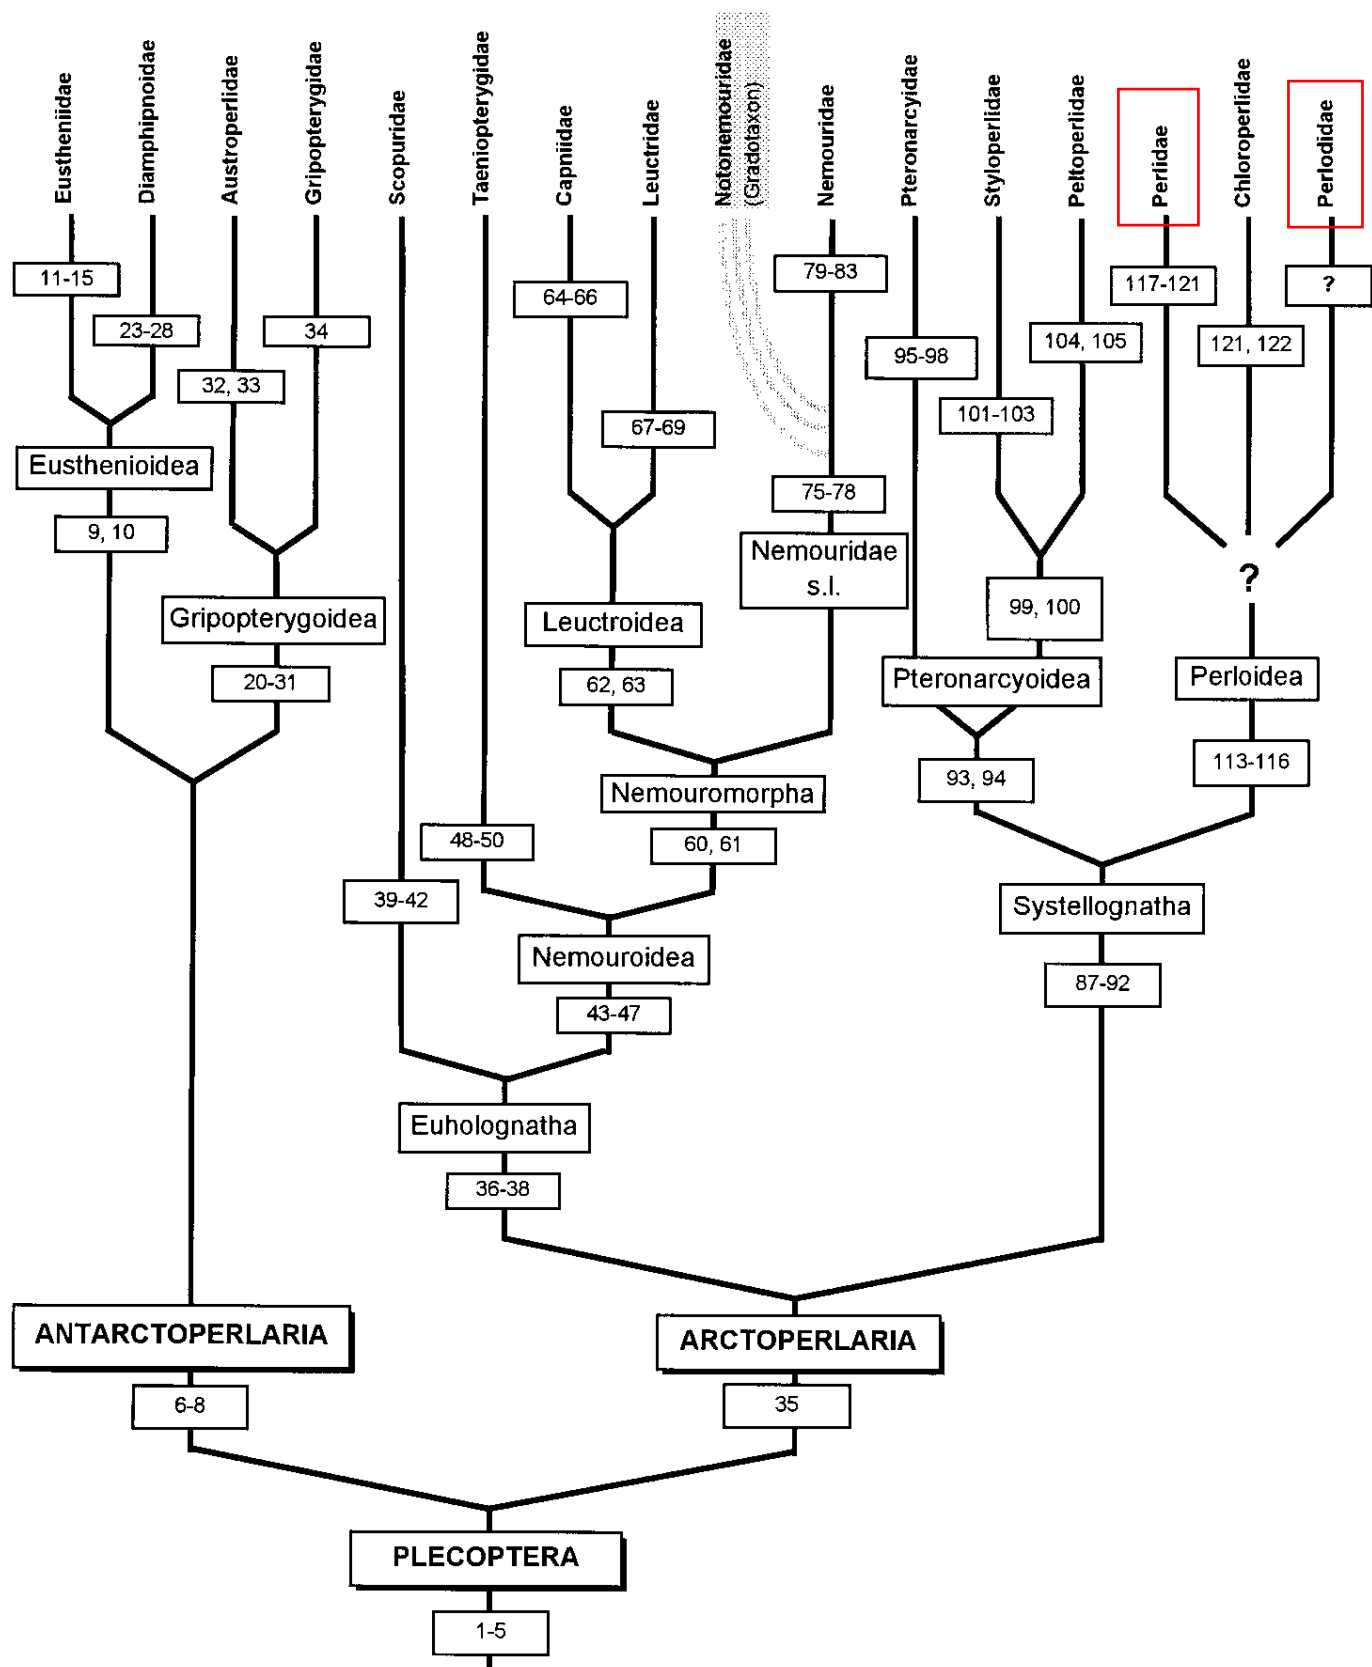 Eustheniidae
Diamphipnoidae
Austroperlidae
Gripopterygidae
Scopuridae
Taeniopterygidae
Capniidae
Leuctridae
Notonemouridae
(Gradotaxon)
Nemouridae
Pteronarcyidae
Styloperlidae
Peltoperlidae
Perlidae
Chloroperlidae
Perlodidae
11-15
79-83
117-121
?
64-66
23-28
34
104, 105
121, 122
95-98
32, 33
101-103
67-69
Eusthenioidea
75-78
9, 10
Nemouridae
s.l.
?
Gripopterygoidea
Leuctroidea
99, 100
20-31
62, 63
Pteronarcyoidea
Perloidea
113-116
93, 94
Nemouromorpha
48-50
60, 61
39-42
Systellognatha
Nemouroidea
87-92
43-47
Euholognatha
36-38
ANTARCTOPERLARIA
ARCTOPERLARIA
6-8
35
PLECOPTERA
1-5